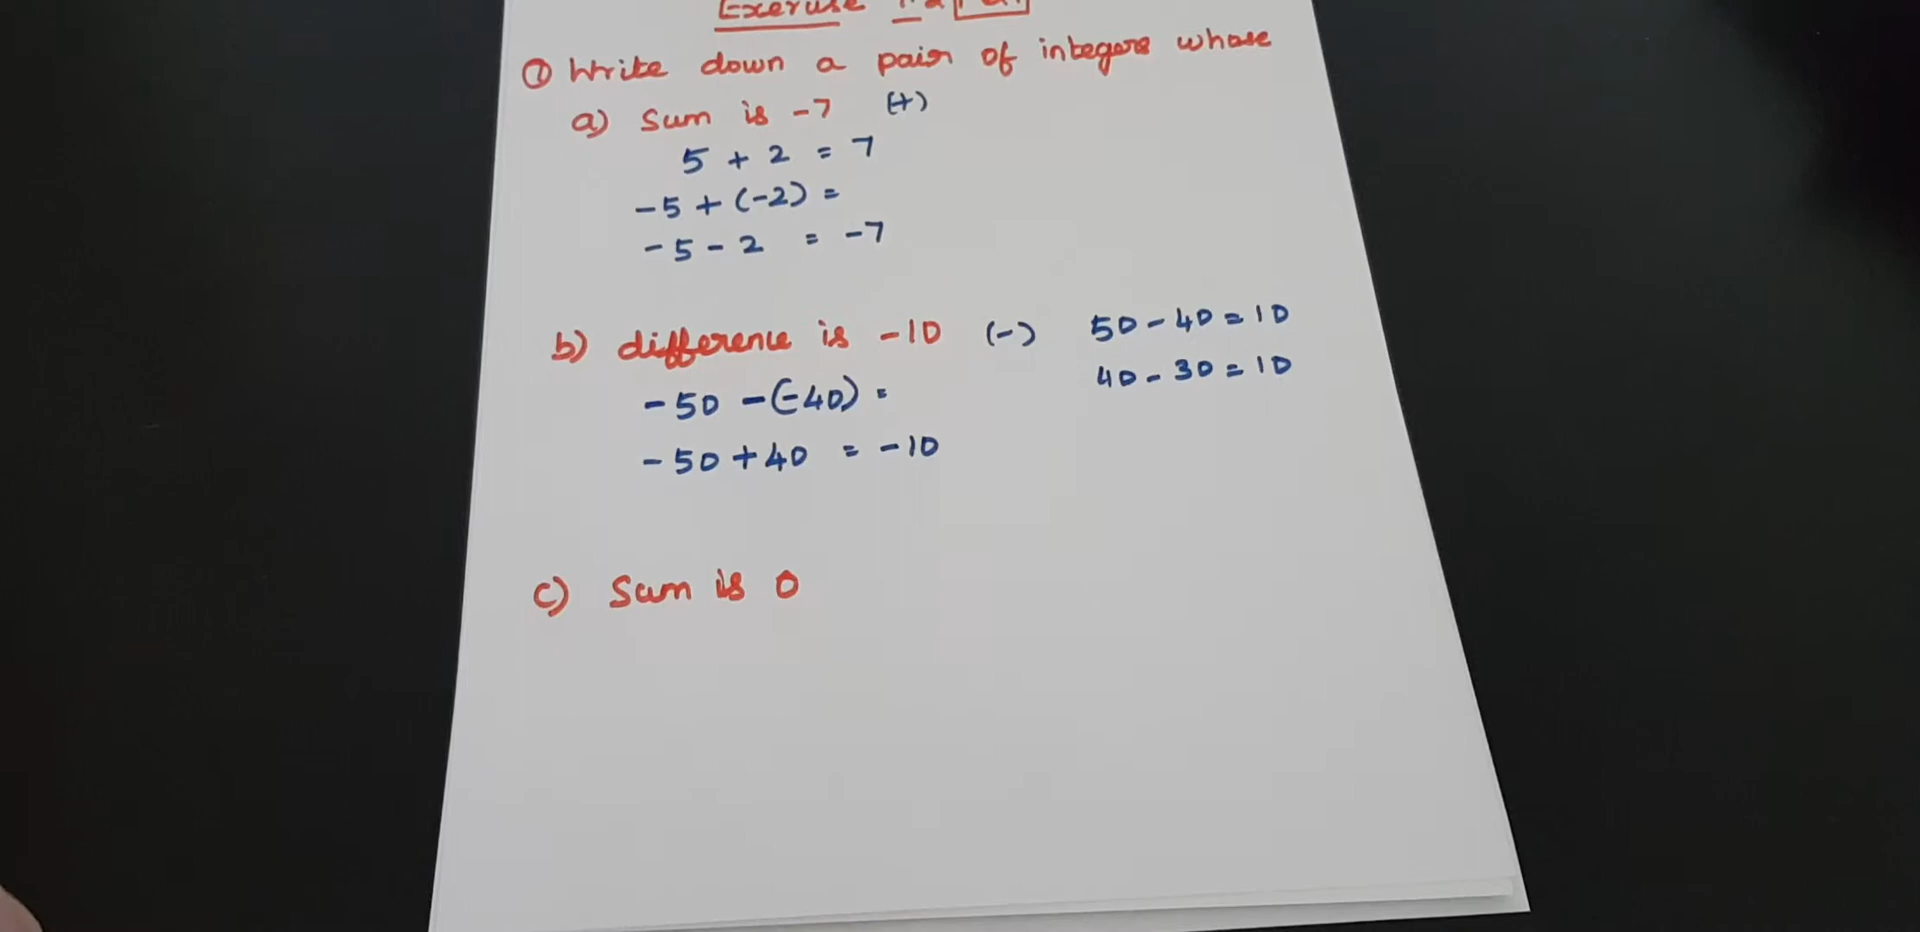 Exercise
① Write down a pair of integers whose
a) Sum is -7 (+)
5 + 2 = 7
-5 + (-2) =
-5 - 2 = -7
b) difference is -10 (-) 50 - 40 = 10
40 - 30 = 10
-50 - (-40) =
-50 + 40 = -10
c) Sum is 0